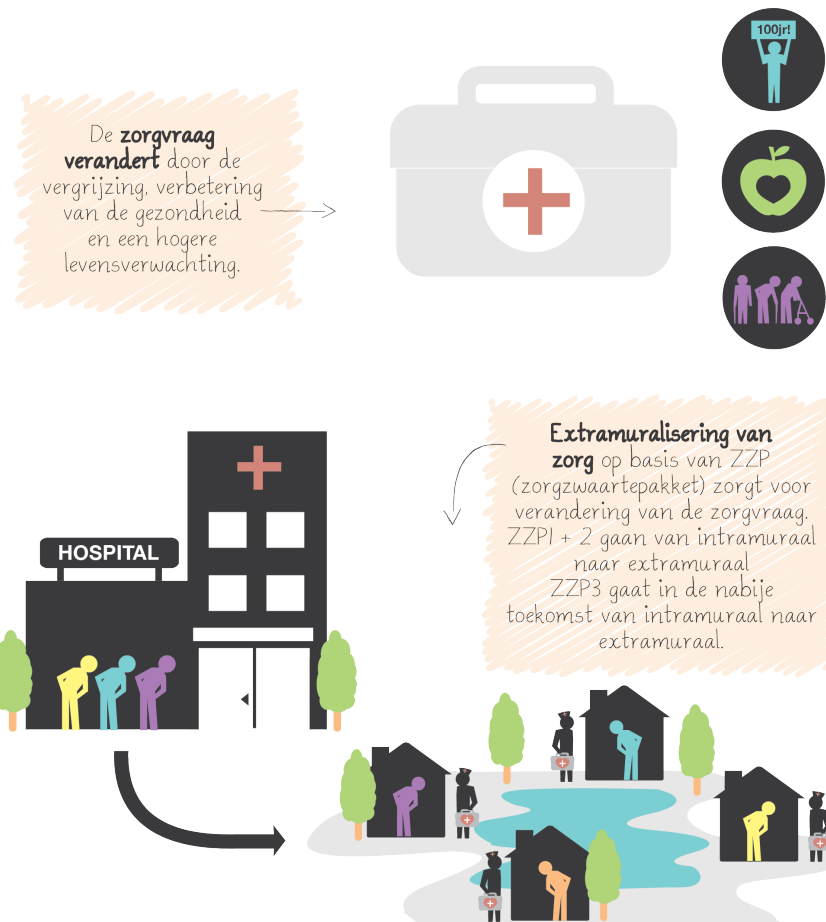 100jr!
De zorgvraag
verandert door de
vergrijzing, verbetering
van de gezondheid
en een hogere
levensverwachting.
Extramuralisering van
zorg op basis van ZZP
(zorgzwaartepakket) zorgt voor
verandering van de zorgvraag.
ZZP1 + 2 gaan van intramuraal
naar extramuraal
ZZP3 gaat in de nabije
toekomst van intramuraal naar
extramuraal.
HOSPITAL